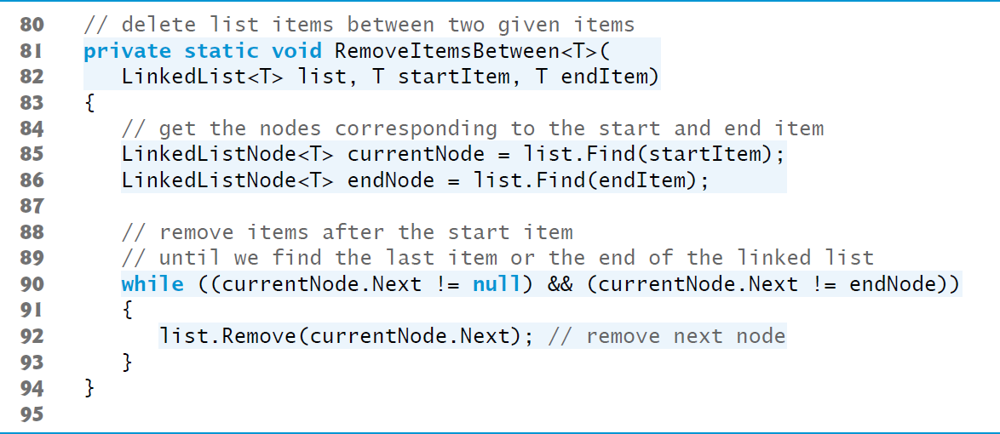 80 // delete list items between two given items
81 private static void RemoveItemsBetween<T>(
82 LinkedList<T> list, T startItem, T endItem)
83 {
84 // get the nodes corresponding to the start and end item
85 LinkedListNode<T> currentNode = list.Find(startItem);
86 LinkedListNode<T> endNode = list.Find(endItem);
87
88 // remove items after the start item
89 // until we find the last item or the end of the linked list
90 while ((currentNode.Next != null) && (currentNode.Next != endNode))
91 {
92 list.Remove(currentNode.Next); // remove next node
93 }
94 }
95